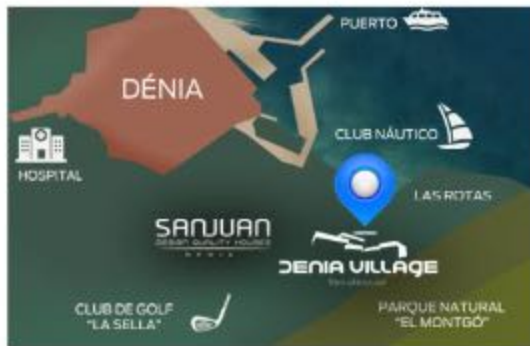 PUERTO
DÉNIA
CLUB NÁUTICO
HOSPITAL
LAS ROTAS
SANJUAN
DESIGN QUALITY HOUSES
DENIA
DENIA VILLAGE
CLUB DE GOLF
"LA SELLA"
PARQUE NATURAL
"EL MONTGÓ"